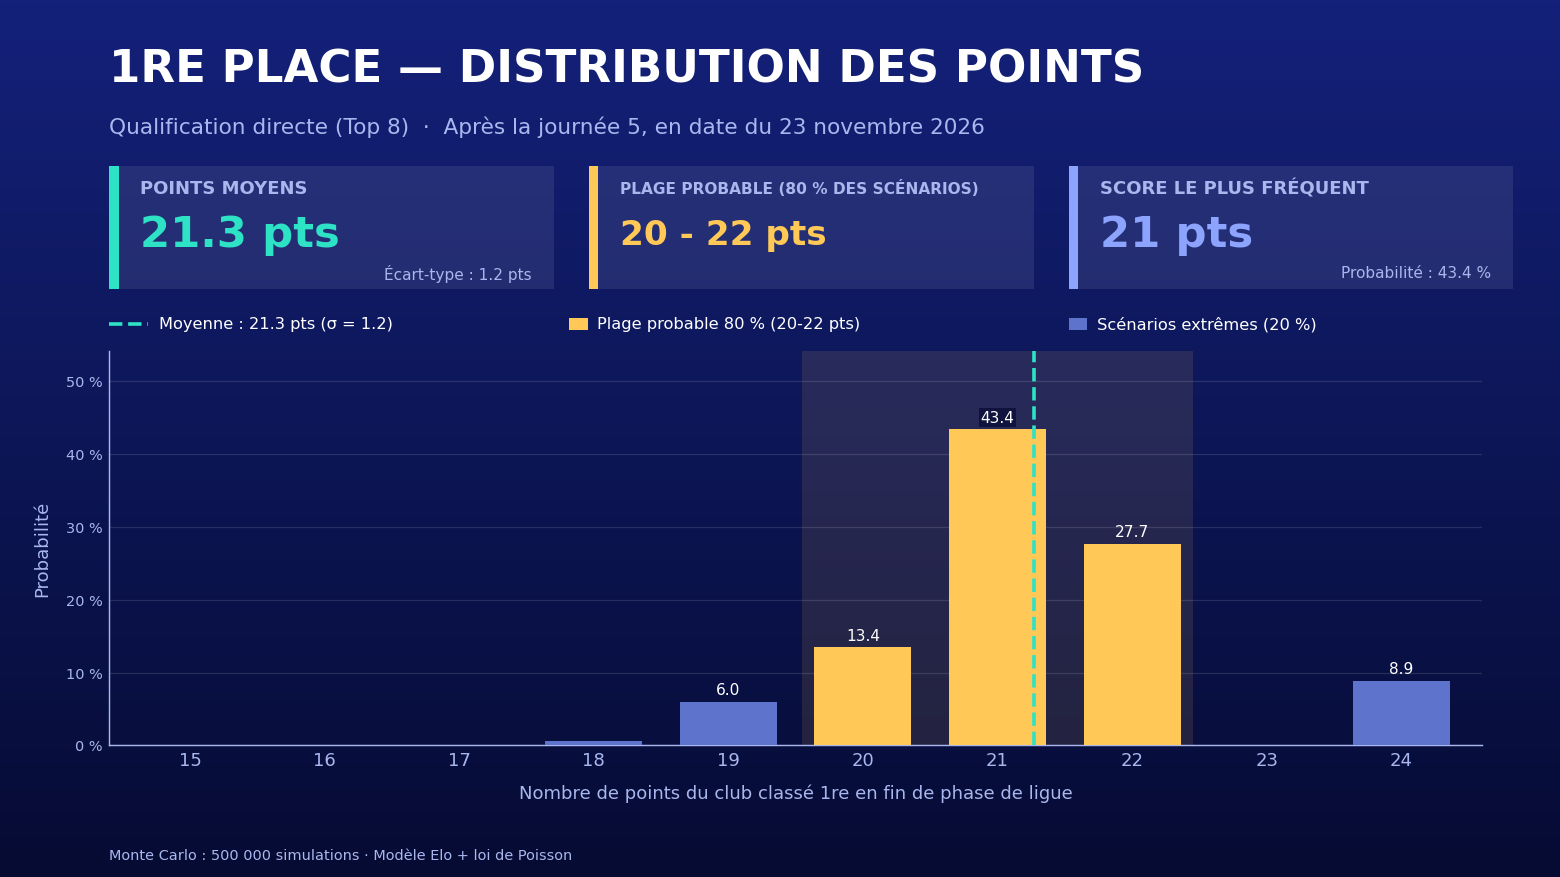 1RE PLACE — DISTRIBUTION DES POINTS
Qualification directe (Top 8) · Après la journée 5, en date du 23 novembre 2026
POINTS MOYENS
21.3 pts
Écart-type : 1.2 pts
PLAGE PROBABLE (80 % DES SCÉNARIOS)
20 - 22 pts
SCORE LE PLUS FRÉQUENT
21 pts
Probabilité : 43.4 %
Moyenne : 21.3 pts (σ = 1.2)
Plage probable 80 % (20-22 pts)
Scénarios extrêmes (20 %)
Probabilité
50 %
40 %
30 %
20 %
10 %
0 %
6.0
13.4
43.4
27.7
8.9
15 16 17 18 19 20 21 22 23 24
Nombre de points du club classé 1re en fin de phase de ligue
Monte Carlo : 500 000 simulations · Modèle Elo + loi de Poisson